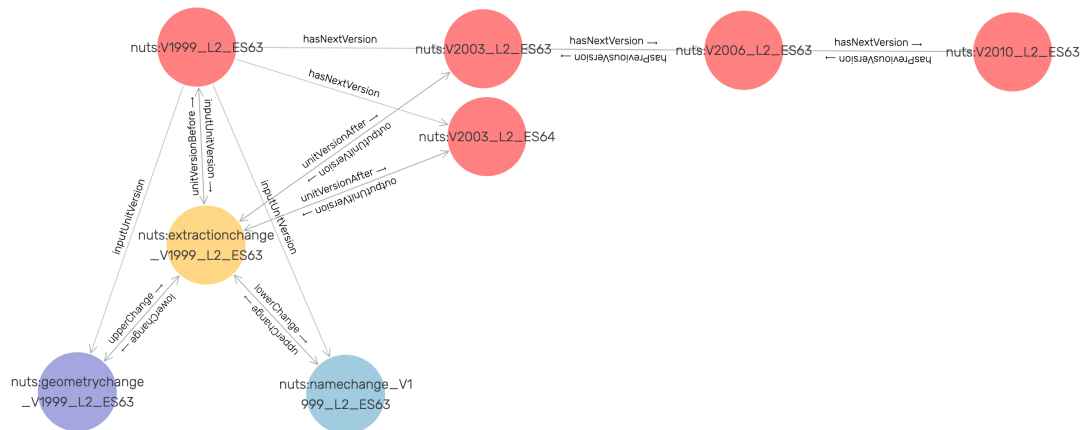 nuts:V1999_L2_ES63
hasNextVersion
nuts:V2003_L2_ES63
hasNextVersion →
← hasPreviousVersion
nuts:V2006_L2_ES63
hasNextVersion →
← hasPreviousVersion
nuts:V2010_L2_ES63
hasNextVersion
nuts:V2003_L2_ES64
unitVersionBefore →
inputUnitVersion →
unitVersionAfter →
← outputUnitVersion
unitVersionAfter →
← outputUnitVersion
inputUnitVersion
inputUnitVersion
nuts:extractionchange
_V1999_L2_ES63
upperChange →
← lowerChange
lowerChange →
← upperChange
nuts:geometrychange
_V1999_L2_ES63
nuts:namechange_V1
999_L2_ES63